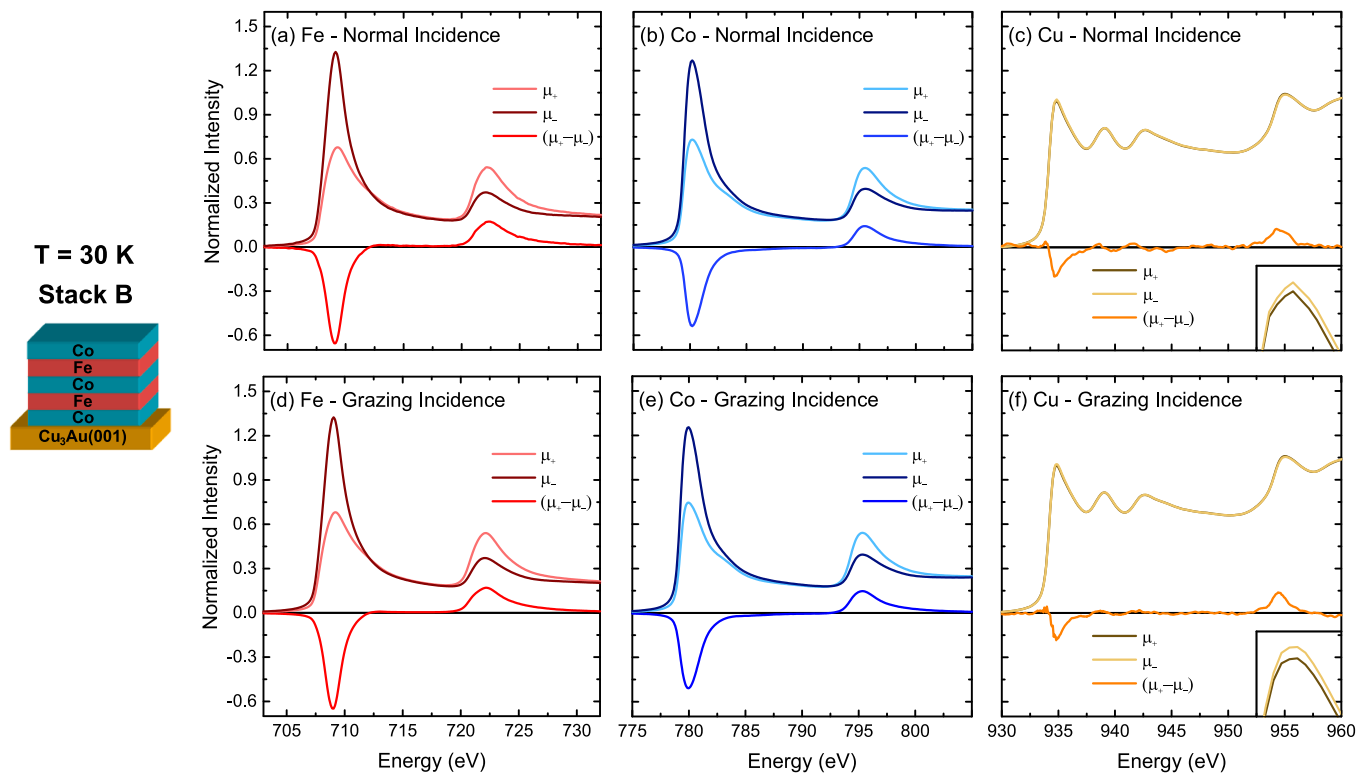 T = 30 K
Stack B
Co
Fe
Co
Fe
Co
Cu₃Au(001)
Normalized Intensity
1.5
1.2
0.9
0.6
0.3
0.0
-0.3
-0.6
(a) Fe - Normal Incidence
μ₊
μ₋
(μ₊−μ₋)
Normalized Intensity
(b) Co - Normal Incidence
μ₊
μ₋
(μ₊−μ₋)
(c) Cu - Normal Incidence
μ₊
μ₋
(μ₊−μ₋)
Normalized Intensity
1.5
1.2
0.9
0.6
0.3
0.0
-0.3
-0.6
(d) Fe - Grazing Incidence
μ₊
μ₋
(μ₊−μ₋)
705 710 715 720 725 730
Energy (eV)
(e) Co - Grazing Incidence
μ₊
μ₋
(μ₊−μ₋)
775 780 785 790 795 800
Energy (eV)
(f) Cu - Grazing Incidence
μ₊
μ₋
(μ₊−μ₋)
930 935 940 945 950 955 960
Energy (eV)